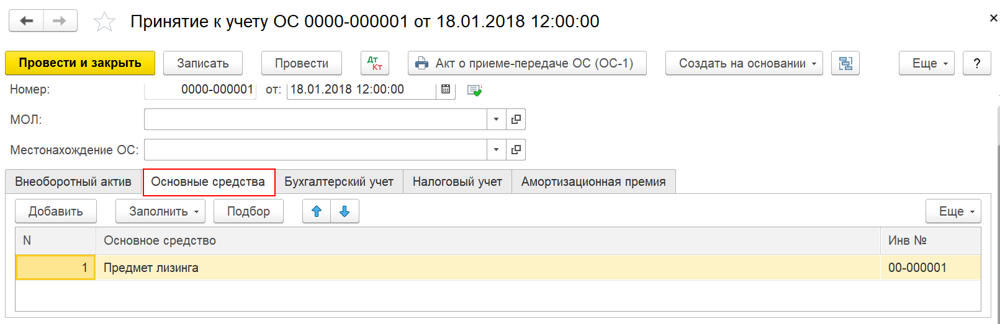 Принятие к учету ОС 0000-000001 от 18.01.2018 12:00:00
Провести и закрыть Записать Провести Дт Кт Акт о приеме-передаче ОС (ОС-1) Создать на основании Еще ?
Номер: 0000-000001 от: 18.01.2018 12:00:00
МОЛ:
Местонахождение ОС:
Внеоборотный актив Основные средства Бухгалтерский учет Налоговый учет Амортизационная премия
Добавить Заполнить Подбор Еще
N Основное средство Инв №
1 Предмет лизинга 00-000001